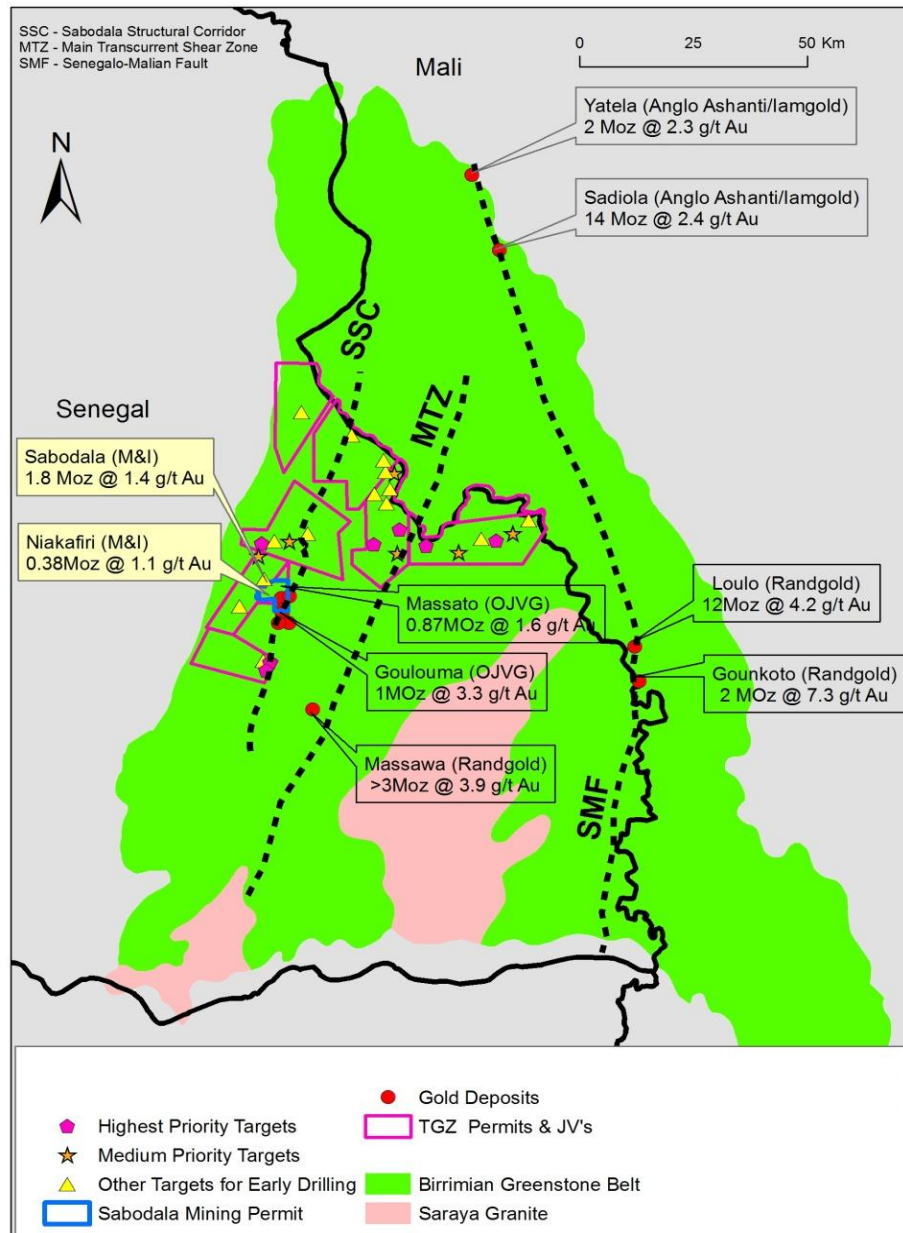 SSC - Sabodala Structural Corridor
MTZ - Main Transcurrent Shear Zone
SMF - Senegalo-Malian Fault
0 25 50 Km
Mali
N
Yatela (Anglo Ashanti/Iamgold)
2 Moz @ 2.3 g/t Au
Sadiola (Anglo Ashanti/Iamgold)
14 Moz @ 2.4 g/t Au
SSC
MTZ
Senegal
Sabodala (M&I)
1.8 Moz @ 1.4 g/t Au
Niakafiri (M&I)
0.38Moz @ 1.1 g/t Au
Massato (OJVG)
0.87MOz @ 1.6 g/t Au
Goulouma (OJVG)
1MOz @ 3.3 g/t Au
Loulo (Randgold)
12Moz @ 4.2 g/t Au
Gounkoto (Randgold)
2 MOz @ 7.3 g/t Au
Massawa (Randgold)
>3Moz @ 3.9 g/t Au
SMF
Gold Deposits
Highest Priority Targets
TGZ Permits & JV's
Medium Priority Targets
Other Targets for Early Drilling
Birrimian Greenstone Belt
Sabodala Mining Permit
Saraya Granite